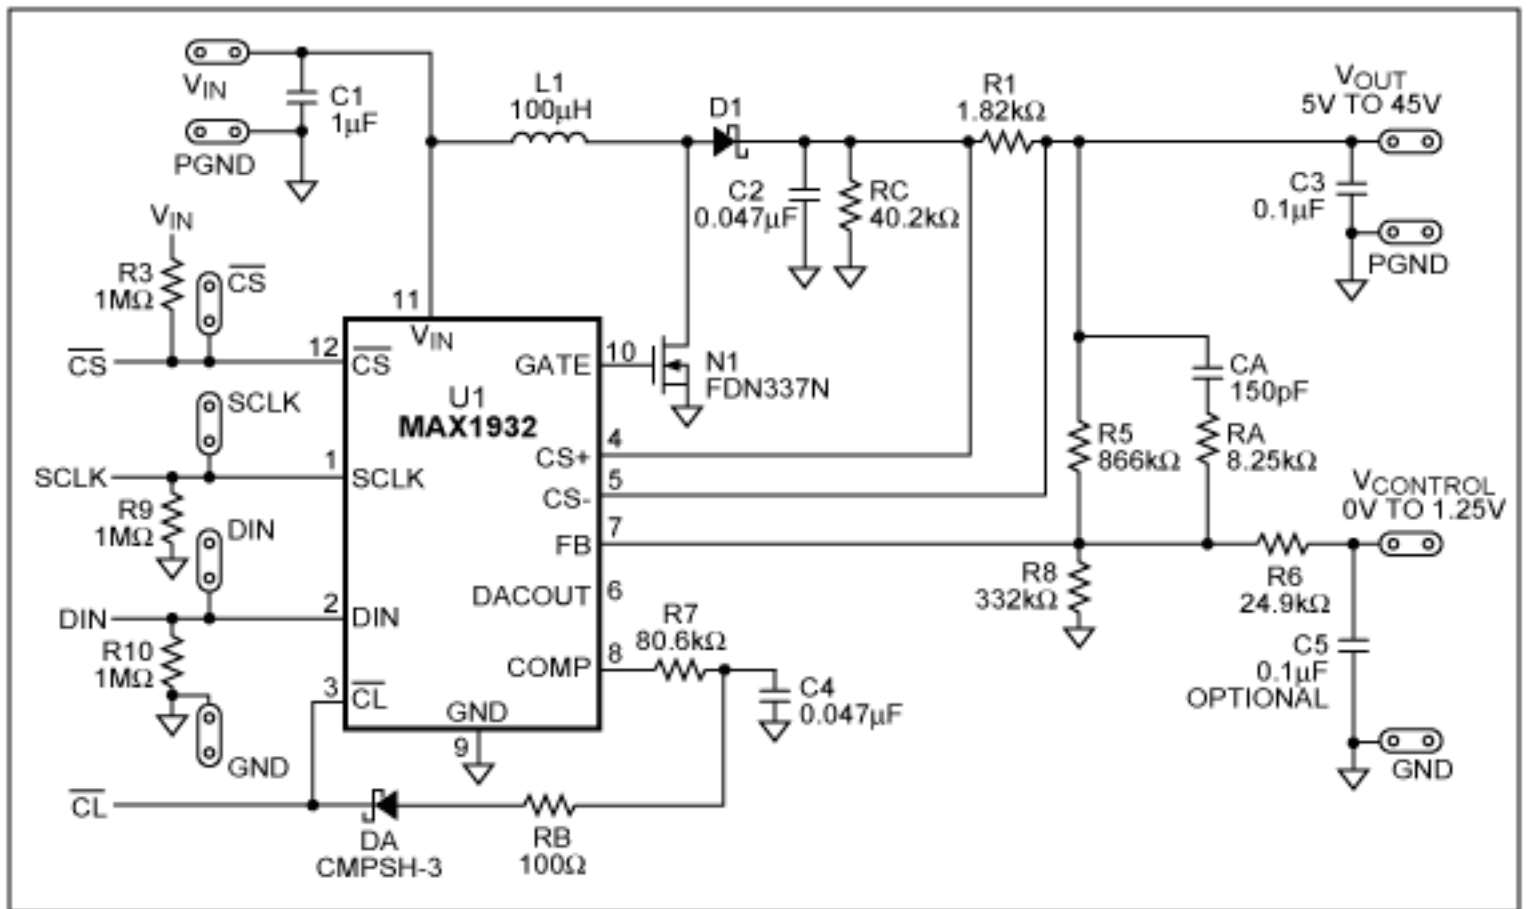 VIN
C1
1µF
PGND
L1
100µH
D1
R1
1.82kΩ
VOUT
5V TO 45V
C2
0.047µF
RC
40.2kΩ
C3
0.1µF
PGND
VIN
R3
1MΩ
CS
CS
12
CS
11
VIN
GATE
10
N1
FDN337N
U1
MAX1932
SCLK
SCLK
1
SCLK
R9
1MΩ
DIN
DIN
2
DIN
R10
1MΩ
3
CL
GND
9
GND
CS+
4
CS-
5
FB
7
DACOUT
6
COMP
8
R7
80.6kΩ
C4
0.047µF
CA
150pF
R5
866kΩ
RA
8.25kΩ
VCONTROL
0V TO 1.25V
R8
332kΩ
R6
24.9kΩ
C5
0.1µF
OPTIONAL
GND
CL
DA
CMPSH-3
RB
100Ω